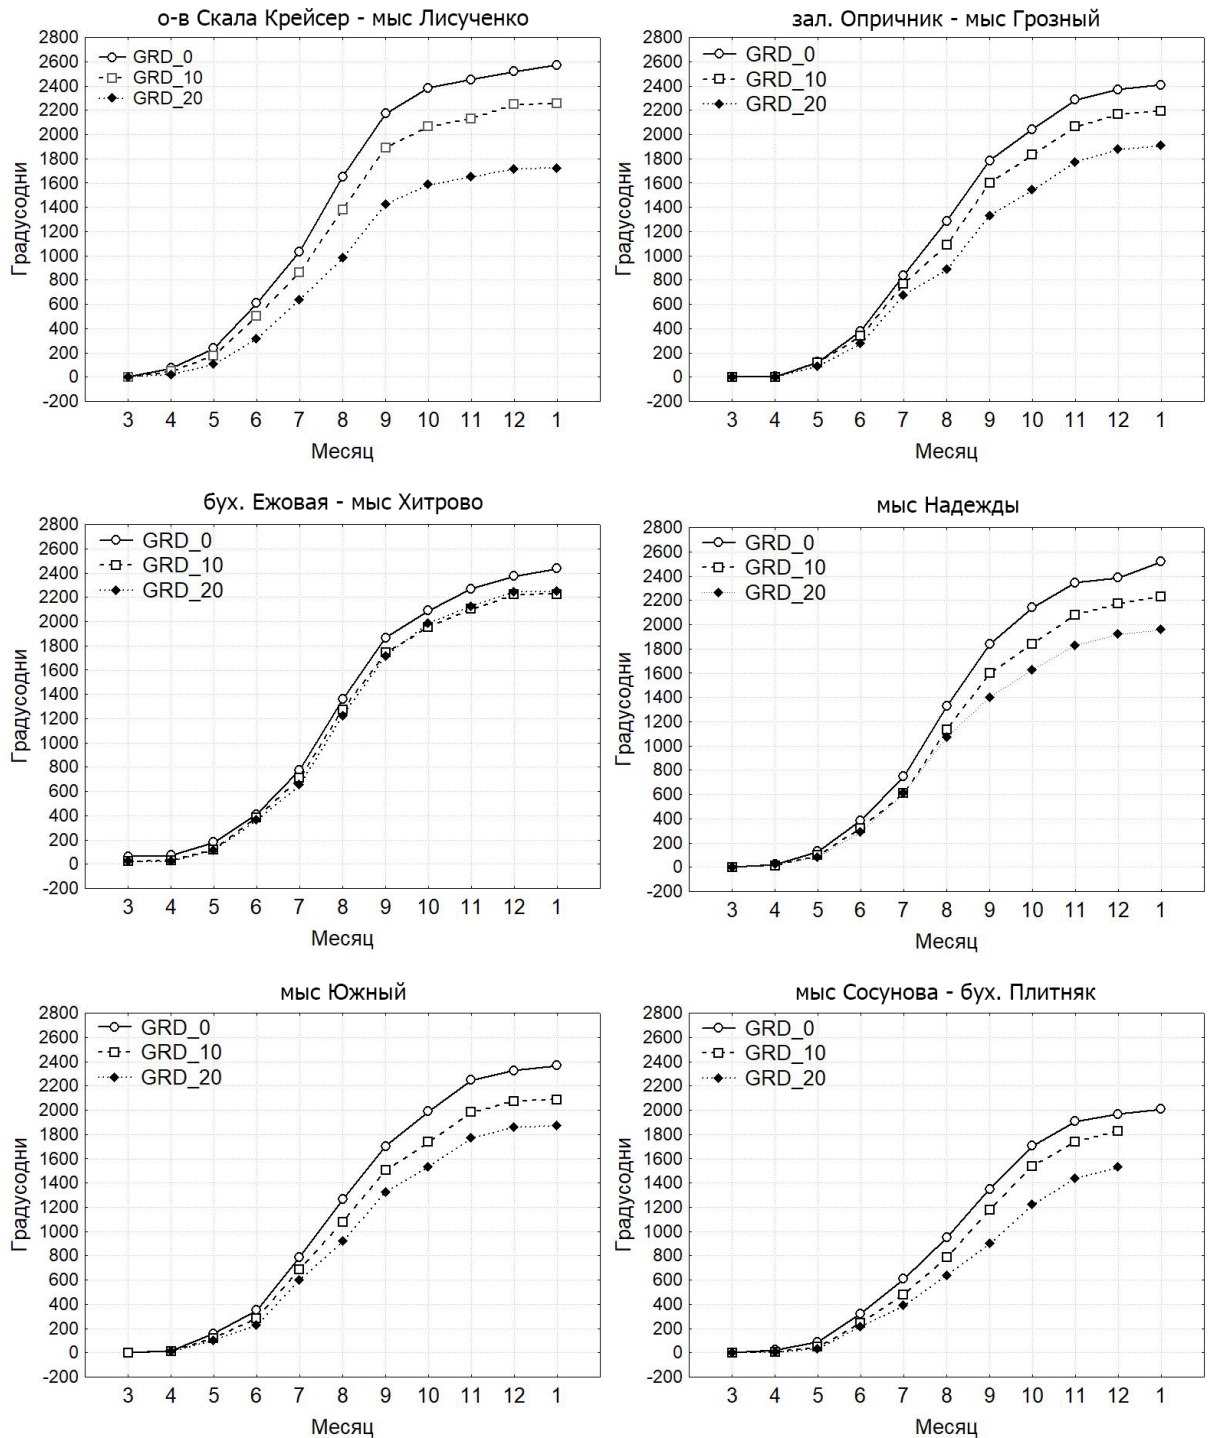 о-в Скала Крейсер - мыс Лисученко
2800
2600
2400
2200
2000
1800
1600
1400
1200
1000
800
600
400
200
0
-200
GRD_0
GRD_10
GRD_20
Градусодни
3 4 5 6 7 8 9 10 11 12 1
Месяц
зал. Опричник - мыс Грозный
2800
2600
2400
2200
2000
1800
1600
1400
1200
1000
800
600
400
200
0
-200
GRD_0
GRD_10
GRD_20
Градусодни
3 4 5 6 7 8 9 10 11 12 1
Месяц
бух. Ежовая - мыс Хитрово
2800
2600
2400
2200
2000
1800
1600
1400
1200
1000
800
600
400
200
0
-200
GRD_0
GRD_10
GRD_20
Градусодни
3 4 5 6 7 8 9 10 11 12 1
Месяц
мыс Надежды
2800
2600
2400
2200
2000
1800
1600
1400
1200
1000
800
600
400
200
0
-200
GRD_0
GRD_10
GRD_20
Градусодни
3 4 5 6 7 8 9 10 11 12 1
Месяц
мыс Южный
2800
2600
2400
2200
2000
1800
1600
1400
1200
1000
800
600
400
200
0
-200
GRD_0
GRD_10
GRD_20
Градусодни
3 4 5 6 7 8 9 10 11 12 1
Месяц
мыс Сосунова - бух. Плитняк
2800
2600
2400
2200
2000
1800
1600
1400
1200
1000
800
600
400
200
0
-200
GRD_0
GRD_10
GRD_20
Градусодни
3 4 5 6 7 8 9 10 11 12 1
Месяц